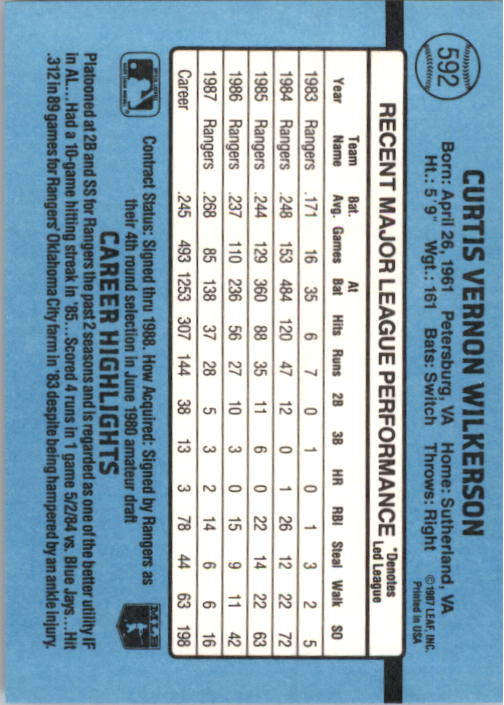 592
CURTIS VERNON WILKERSON
Born: April 26, 1961 Petersburg, VA Home: Sutherland, VA
Ht.: 5'9" Wgt.: 161 Bats: Switch Throws: Right
©1987 LEAF, INC.
Printed in USA
RECENT MAJOR LEAGUE PERFORMANCE *Denotes Led League
Year Team Name Bat. Avg. Games At Bat Hits Runs 2B 3B HR RBI Steal Walk SO
1983 Rangers .171 16 35 6 7 0 1 0 1 3 2 5
1984 Rangers .248 153 484 120 47 12 0 1 26 12 22 72
1985 Rangers .244 129 360 88 35 11 6 0 22 14 22 63
1986 Rangers .237 110 236 56 27 10 3 0 15 9 11 42
1987 Rangers .268 85 138 37 28 5 3 2 14 6 6 16
Career .245 493 1253 307 144 38 13 3 78 44 63 198
Contract Status: Signed thru 1988. How Acquired: Signed by Rangers as
their 4th round selection in June 1980 amateur draft
MLB
CAREER HIGHLIGHTS
Platooned at 2B and SS for Rangers the past 2 seasons and is regarded as one of the better utility IF
in AL....Had a 10-game hitting streak in '85....Scored 4 runs in 1 game 5/2/84 vs. Blue Jays....Hit
.312 in 89 games for Rangers' Oklahoma City farm in '83 despite being hampered by an ankle injury.